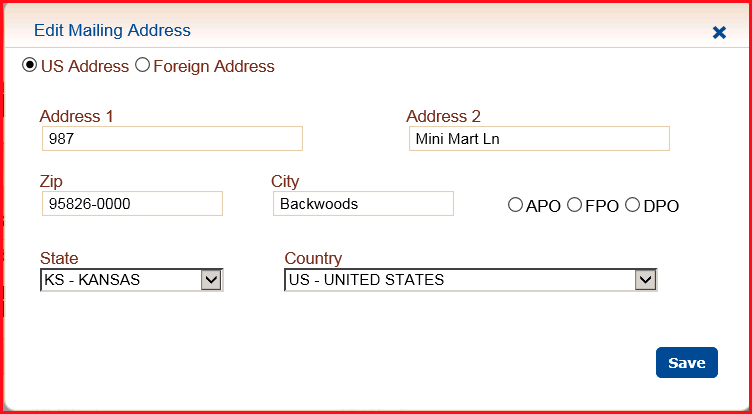 Edit Mailing Address
US Address Foreign Address
Address 1 Address 2
987 Mini Mart Ln
Zip City
95826-0000 Backwoods APO FPO DPO
State Country
KS - KANSAS US - UNITED STATES
Save